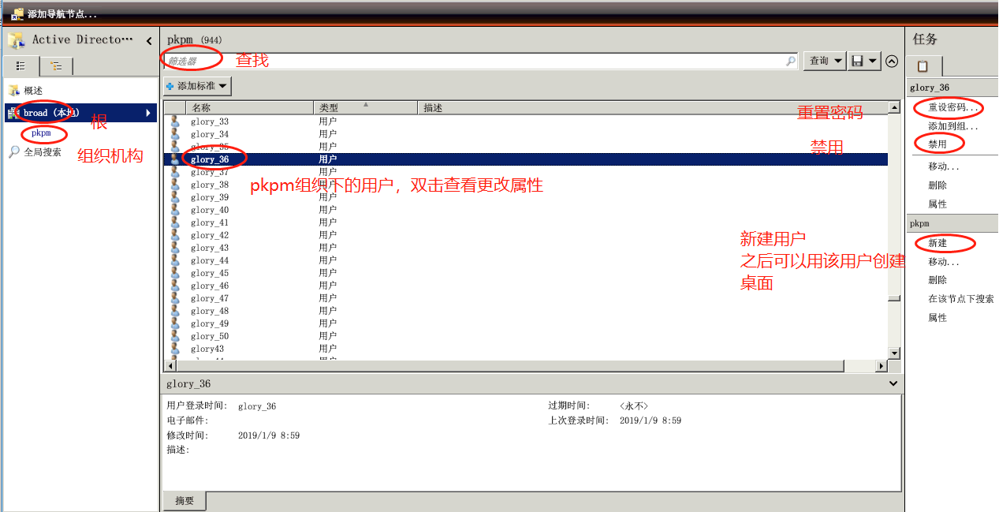 添加导航节点...
Active Directo...
pkpm (944)
任务
筛选器
查找
查询
添加标准
概述
broad (本地)
根
pkpm
组织机构
全局搜索
名称
类型
描述
glory_33 用户
glory_34 用户
glory_35 用户
glory_36 用户
glory_37 用户
glory_38 用户
glory_39 用户
glory_40 用户
glory_41 用户
glory_42 用户
glory_43 用户
glory_44 用户
glory_45 用户
glory_46 用户
glory_47 用户
glory_48 用户
glory_49 用户
glory_50 用户
glory43 用户
pkpm组织下的用户，双击查看更改属性
重置密码
禁用
新建用户
之后可以用该用户创建
桌面
glory_36
重设密码...
添加到组...
禁用
移动...
删除
属性
pkpm
新建
移动...
删除
在该节点下搜索
属性
glory_36
用户登录时间: glory_36
过期时间: <永不>
电子邮件:
上次登录时间: 2019/1/9 8:59
修改时间: 2019/1/9 8:59
描述:
摘要